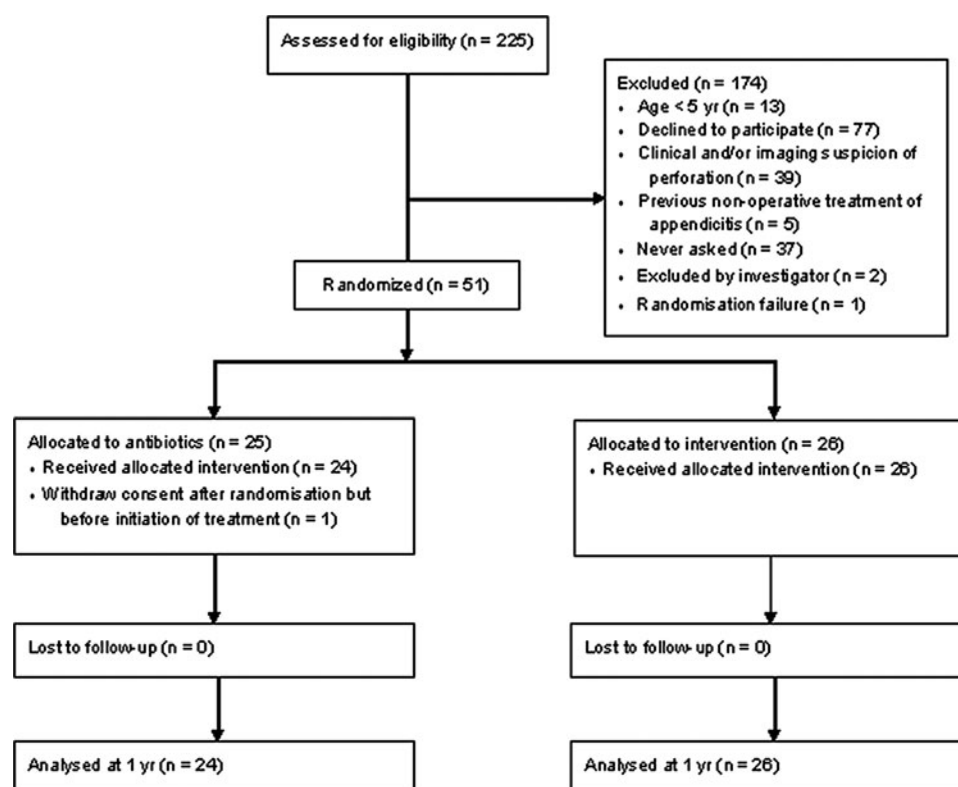 Assessed for eligibility (n = 225)
Excluded (n = 174)
• Age < 5 yr (n = 13)
• Declined to participate (n = 77)
• Clinical and/or imaging suspicion of
perforation (n = 39)
• Previous non-operative treatment of
appendicitis (n = 5)
• Never asked (n = 37)
• Excluded by investigator (n = 2)
• Randomisation failure (n = 1)
Randomized (n = 51)
Allocated to antibiotics (n = 25)
• Received allocated intervention (n = 24)
• Withdraw consent after randomisation but
before initiation of treatment (n = 1)
Allocated to intervention (n = 26)
• Received allocated intervention (n = 26)
Lost to follow-up (n = 0)
Lost to follow-up (n = 0)
Analysed at 1 yr (n = 24)
Analysed at 1 yr (n = 26)